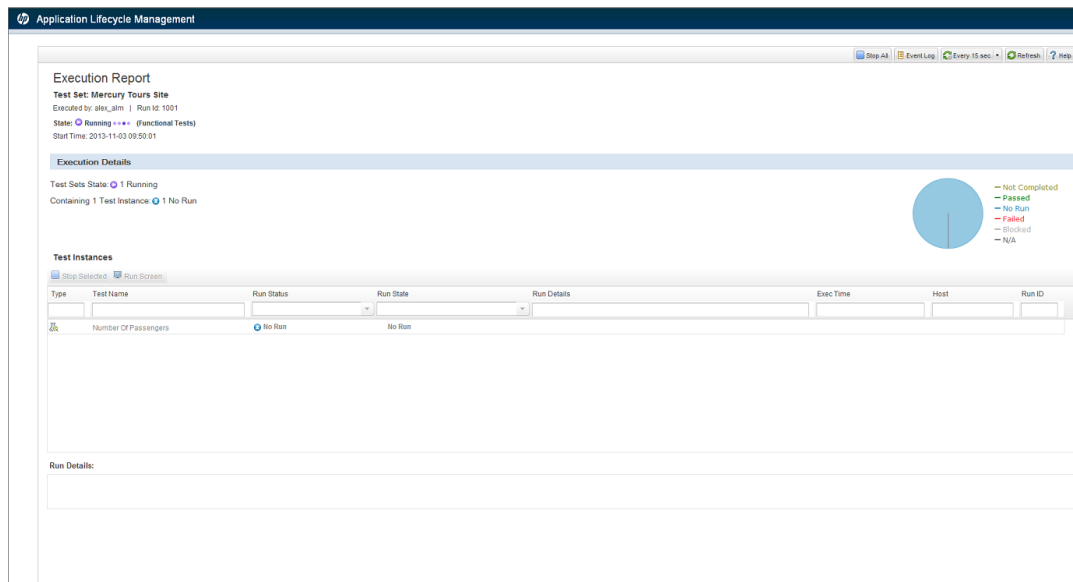 hp Application Lifecycle Management
Stop All Event Log Every 15 sec. Refresh ? Help
Execution Report
Test Set: Mercury Tours Site
Executed by: alex_alm | Run Id: 1001
State: Running (Functional Tests)
Start Time: 2013-11-03 09:50:01
Execution Details
Test Sets State: 1 Running
Containing 1 Test Instance: 1 No Run
Not Completed
Passed
No Run
Failed
Blocked
N/A
Test Instances
Stop Selected Run Screen
Type Test Name Run Status Run State Run Details Exec Time Host Run ID
Number Of Passengers No Run No Run
Run Details: